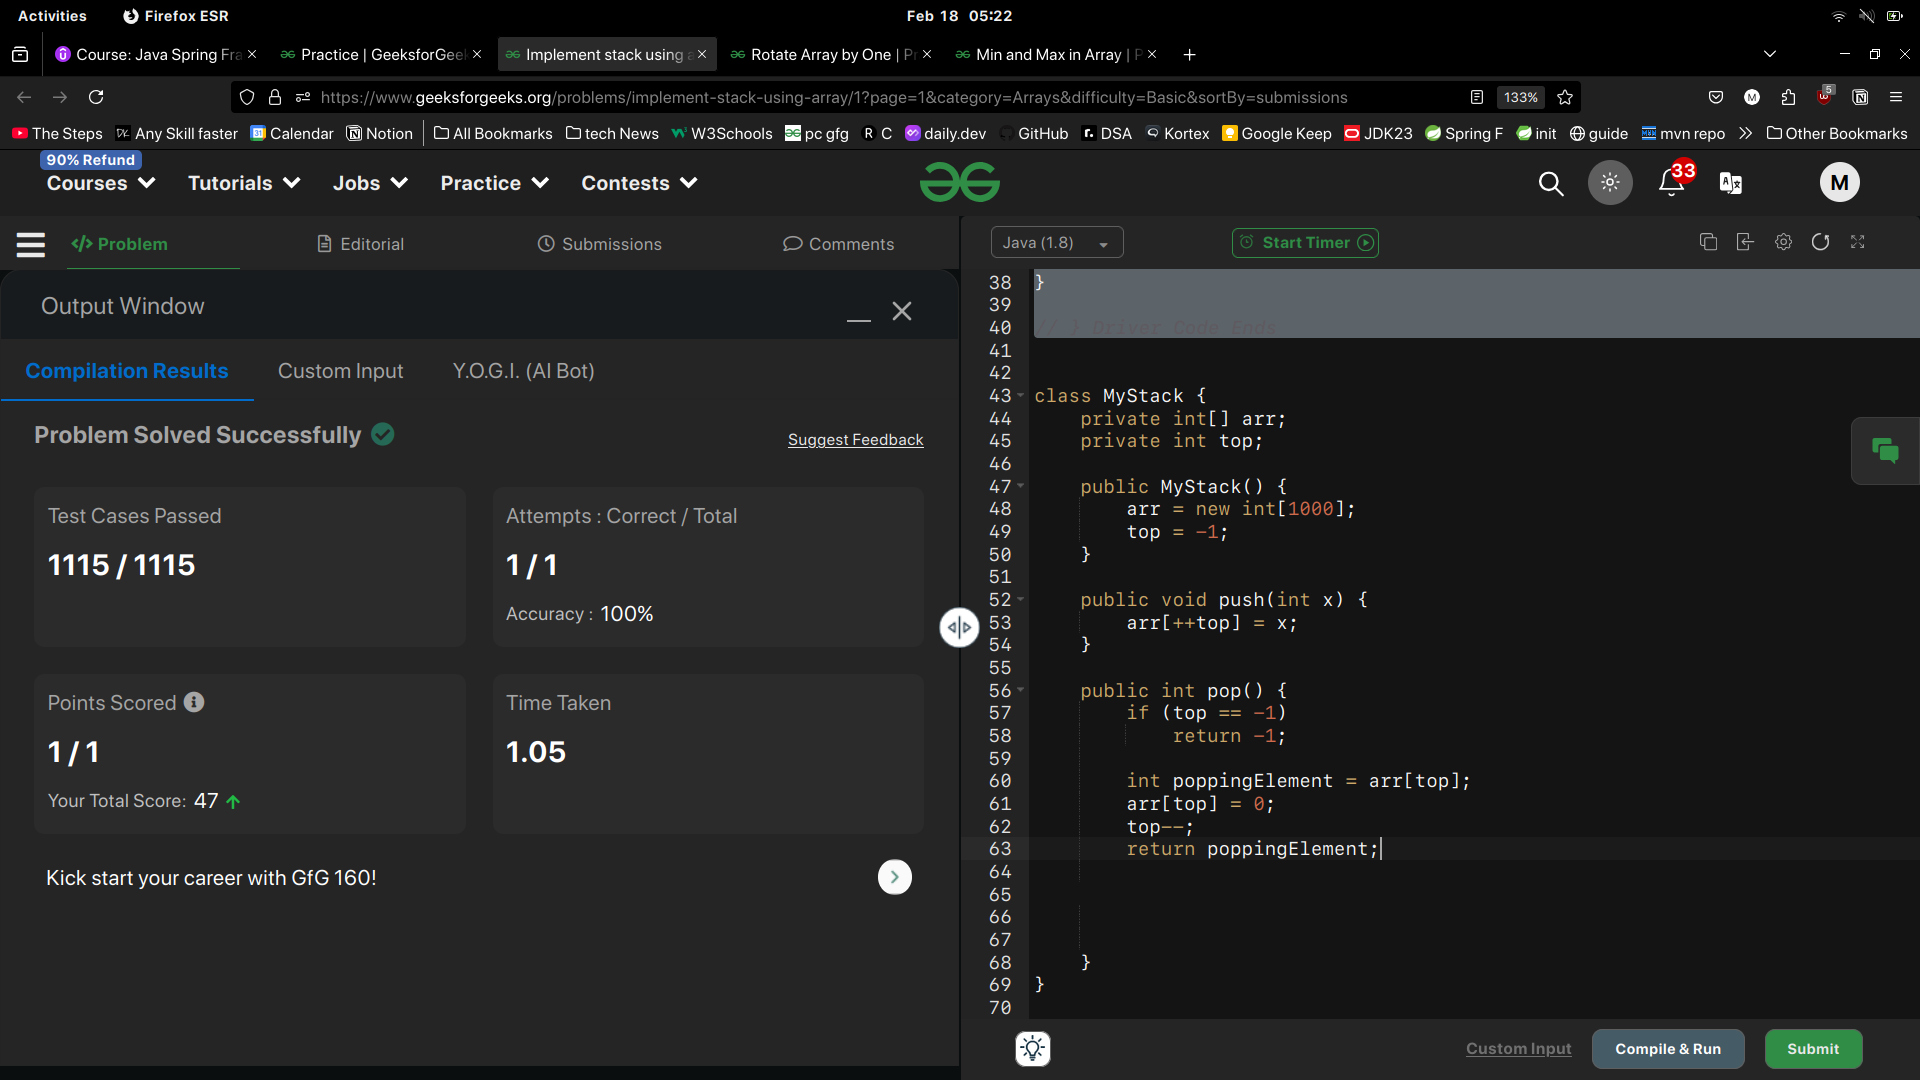 Activities
Firefox ESR
Feb 18 05:22
Course: Java Spring Fra
Practice | GeeksforGeek
Implement stack using a
Rotate Array by One | Pr
Min and Max in Array | P
https://www.geeksforgeeks.org/problems/implement-stack-using-array/1?page=1&category=Arrays&difficulty=Basic&sortBy=submissions
133%
M
5
The Steps
Any Skill faster
31
Calendar
Notion
All Bookmarks
tech News
W3Schools
pc gfg
R C
daily.dev
GitHub
r. DSA
Kortex
Google Keep
JDK23
Spring F
init
guide
mvn repo
Other Bookmarks
90% Refund
Courses
Tutorials
Jobs
Practice
Contests
33
M
</> Problem
Editorial
Submissions
Comments
Java (1.8)
Start Timer
Output Window
Compilation Results
Custom Input
Y.O.G.I. (AI Bot)
Problem Solved Successfully
Suggest Feedback
Test Cases Passed
1115 / 1115
Attempts : Correct / Total
1 / 1
Accuracy : 100%
Points Scored
1 / 1
Your Total Score: 47
Time Taken
1.05
Kick start your career with GfG 160!
38 }
39
40 // } Driver Code Ends
41
42
43 class MyStack {
44 private int[] arr;
45 private int top;
46
47 public MyStack() {
48 arr = new int[1000];
49 top = -1;
50 }
51
52 public void push(int x) {
53 arr[++top] = x;
54 }
55
56 public int pop() {
57 if (top == -1)
58 return -1;
59
60 int poppingElement = arr[top];
61 arr[top] = 0;
62 top--;
63 return poppingElement;
64
65
66
67
68 }
69 }
70
Custom Input
Compile & Run
Submit